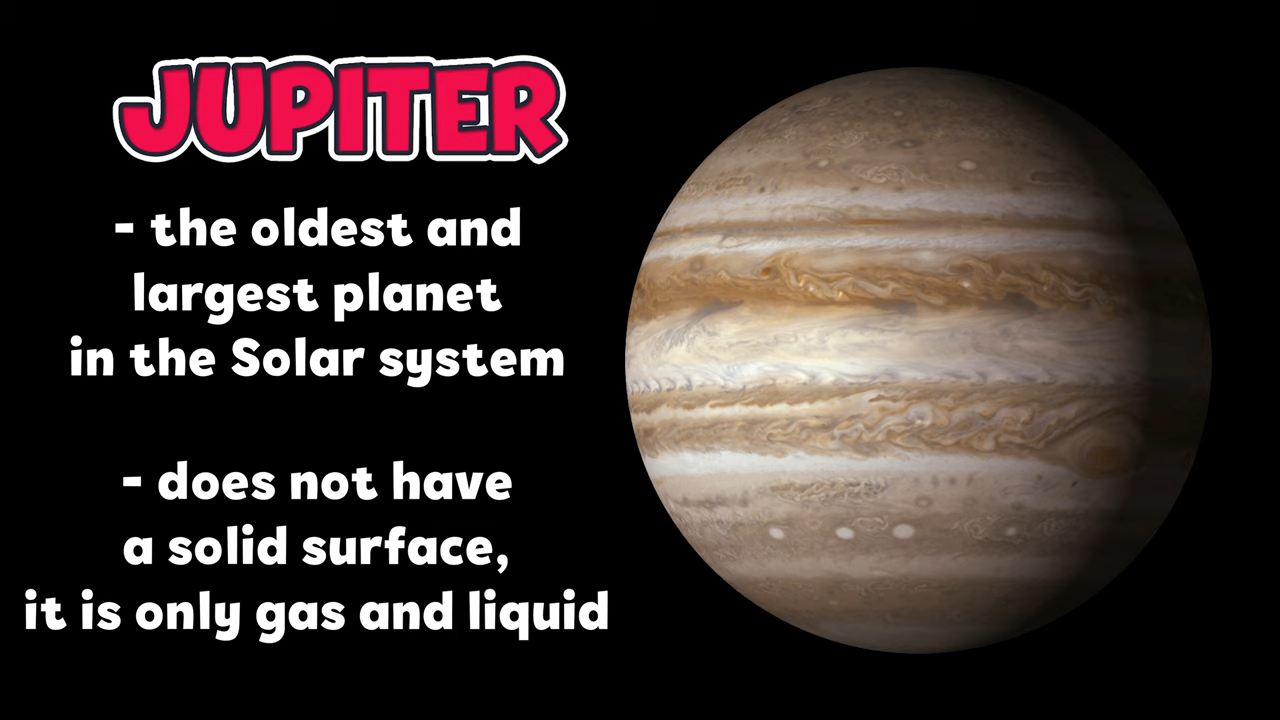 JUPITER
- the oldest and
largest planet
in the Solar system
- does not have
a solid surface,
it is only gas and liquid